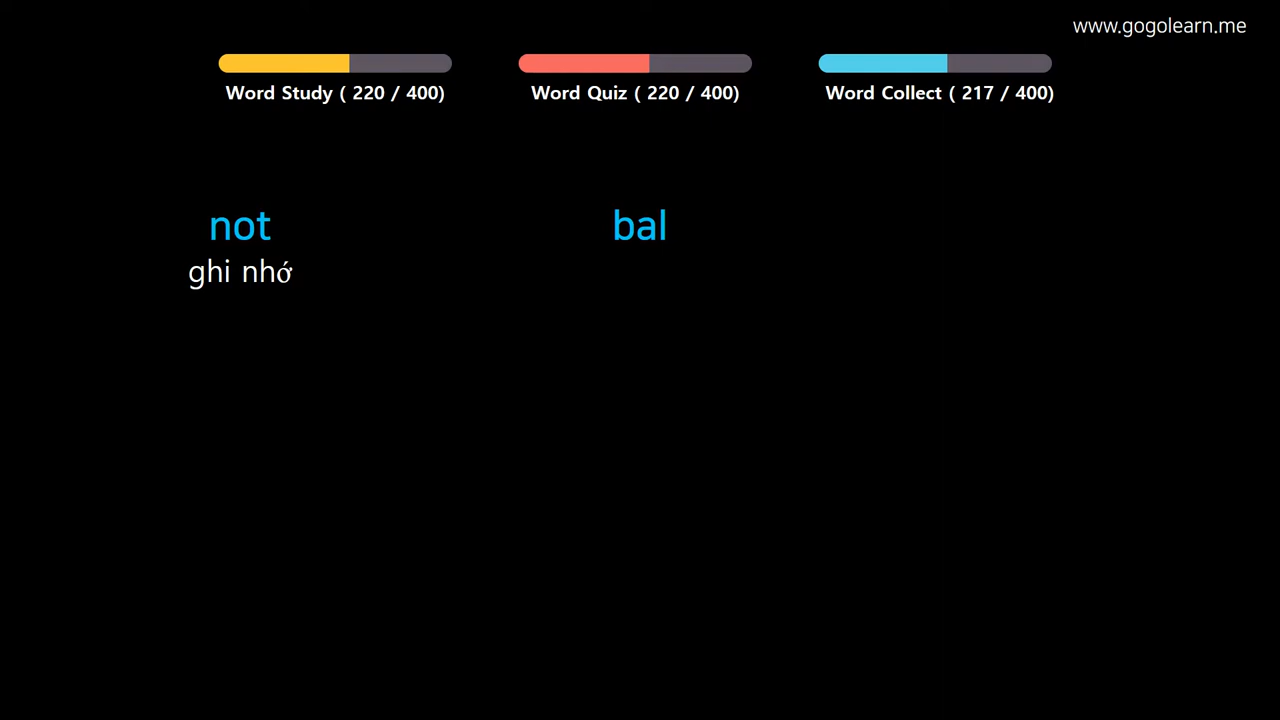 www.gogolearn.me
Word Study ( 220 / 400)
Word Quiz ( 220 / 400)
Word Collect ( 217 / 400)
not
bal
ghi nhớ